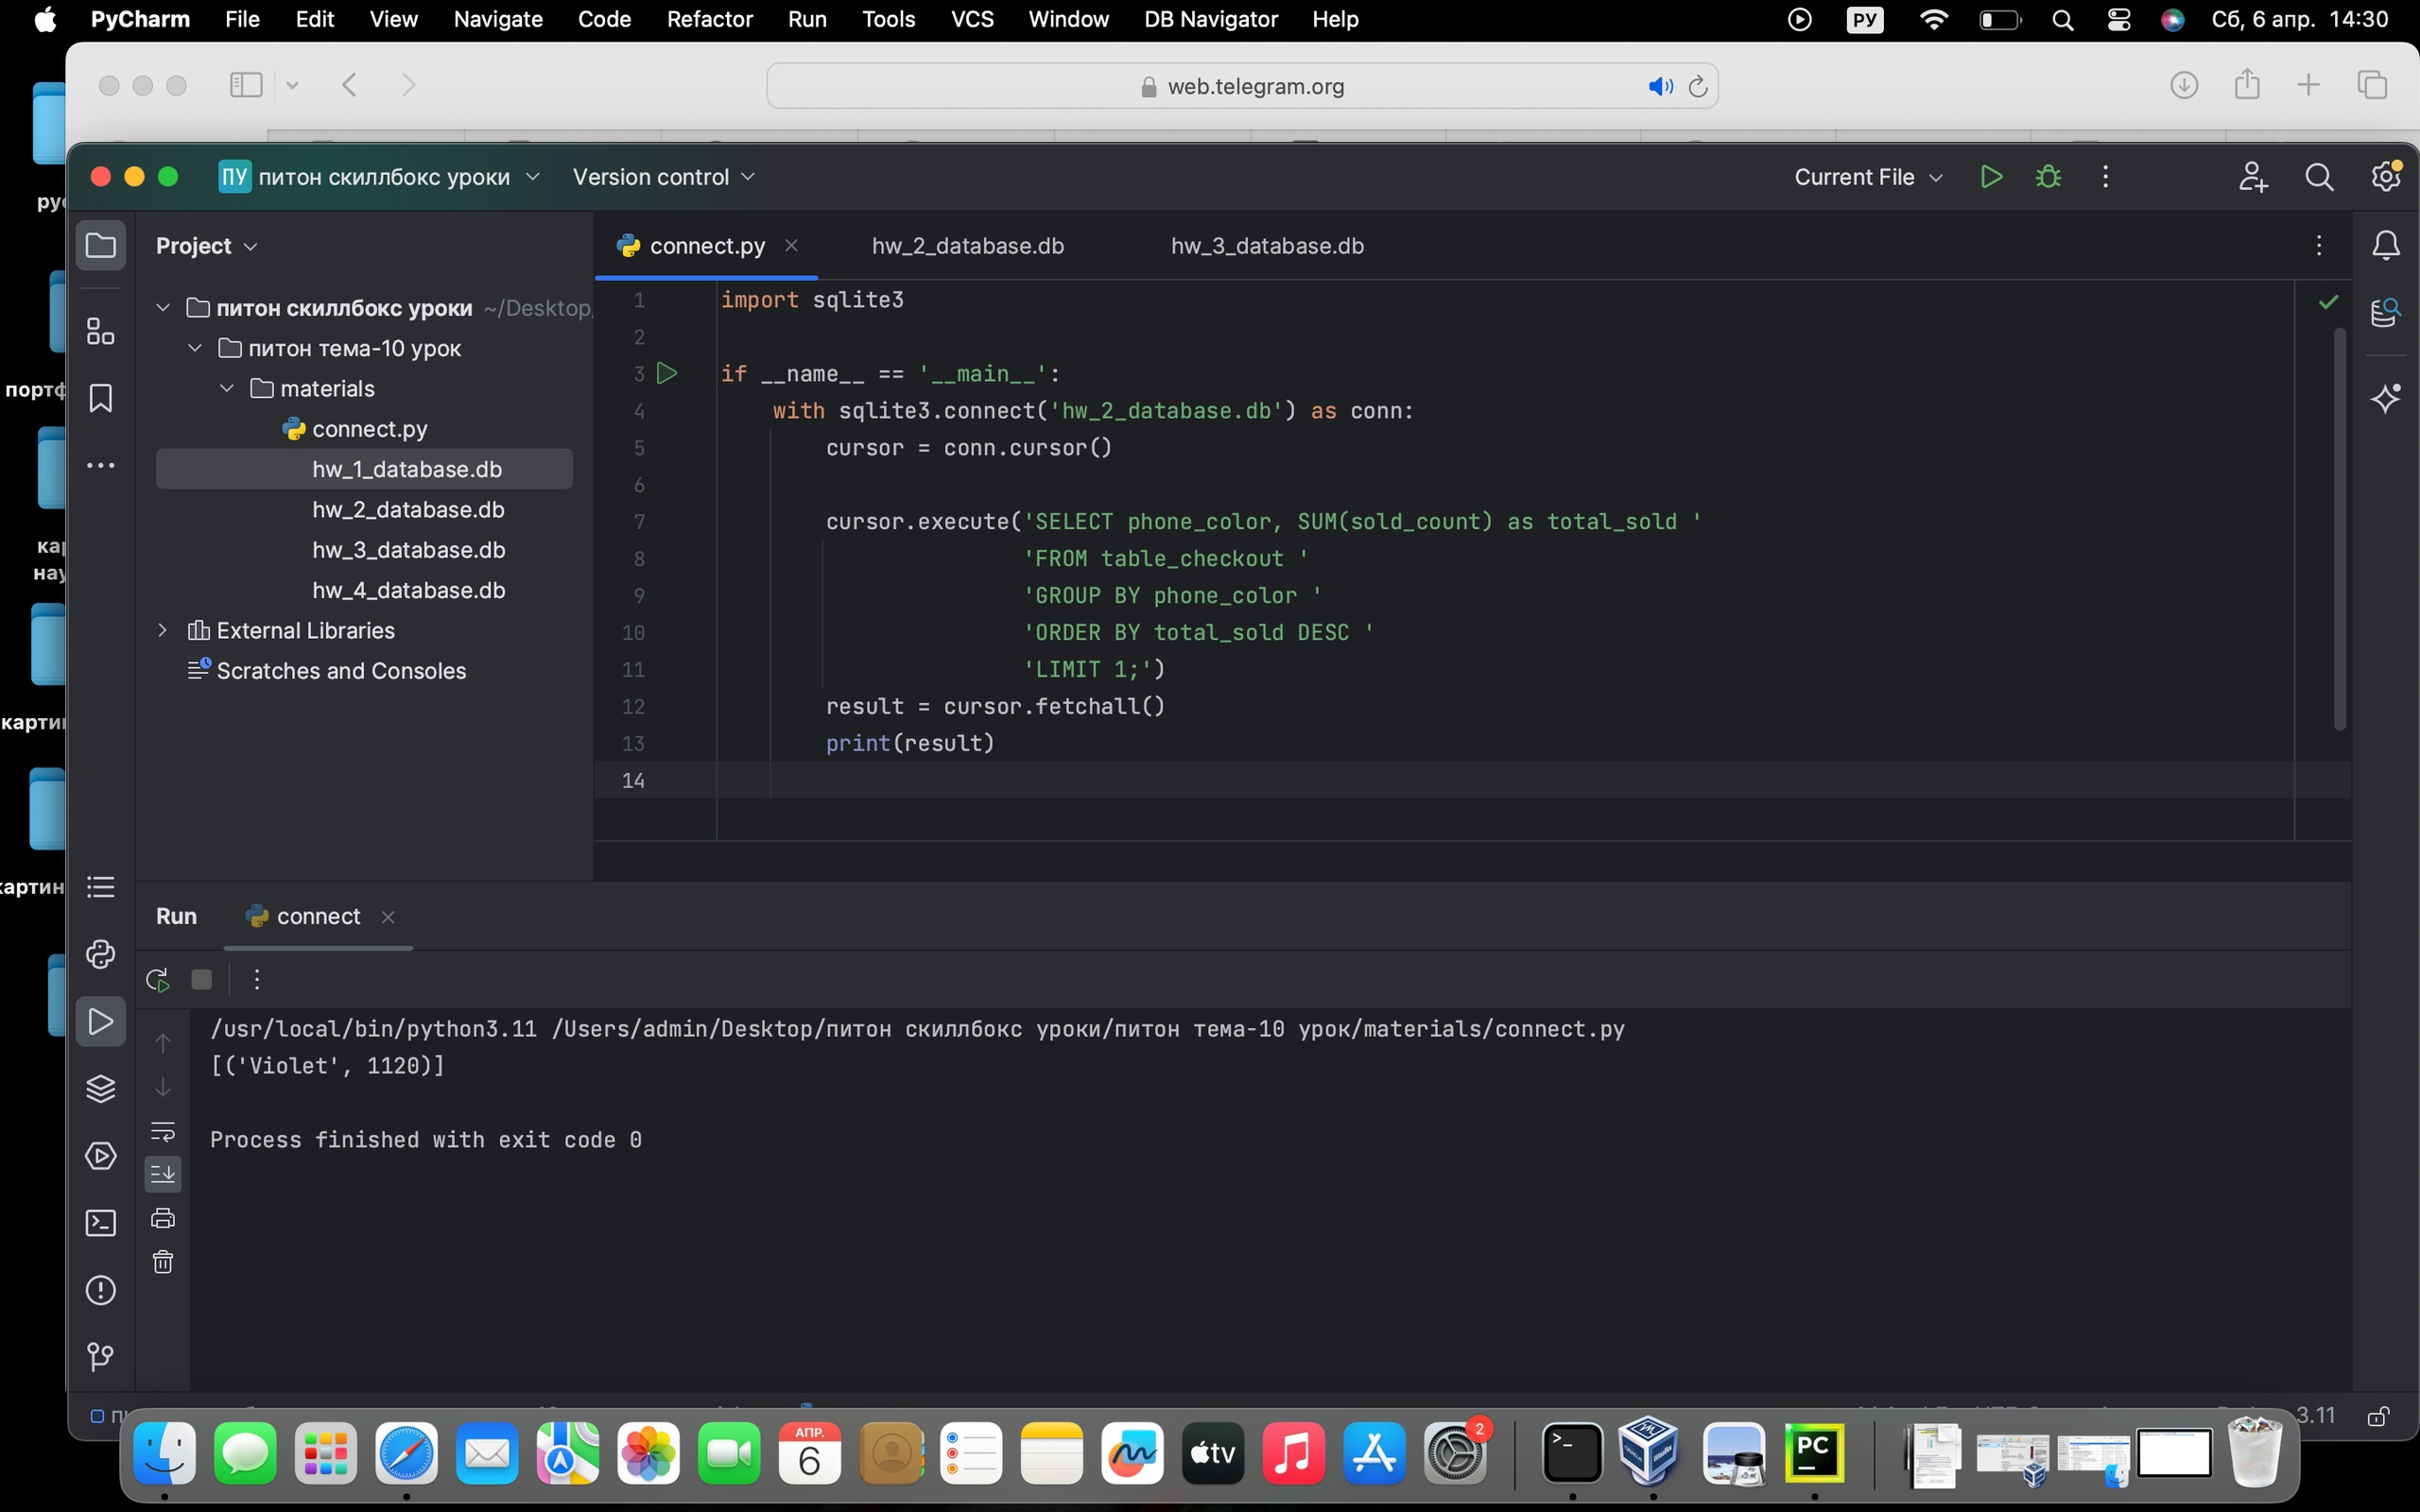 PyCharm File Edit View Navigate Code Refactor Run Tools VCS Window DB Navigator Help РУ Сб, 6 апр. 14:30
web.telegram.org
ПУ питон скиллбокс уроки Version control Current File
Project
connect.py hw_2_database.db hw_3_database.db
питон скиллбокс уроки ~/Desktop/
питон тема-10 урок
materials
connect.py
hw_1_database.db
hw_2_database.db
hw_3_database.db
hw_4_database.db
External Libraries
Scratches and Consoles
1 import sqlite3
2
3 if __name__ == '__main__':
4 with sqlite3.connect('hw_2_database.db') as conn:
5 cursor = conn.cursor()
6
7 cursor.execute('SELECT phone_color, SUM(sold_count) as total_sold '
8 'FROM table_checkout '
9 'GROUP BY phone_color '
10 'ORDER BY total_sold DESC '
11 'LIMIT 1;')
12 result = cursor.fetchall()
13 print(result)
14
Run connect
/usr/local/bin/python3.11 /Users/admin/Desktop/питон скиллбокс уроки/питон тема-10 урок/materials/connect.py
[('Violet', 1120)]
Process finished with exit code 0
3.11
АПР.
6
tv
2
PC